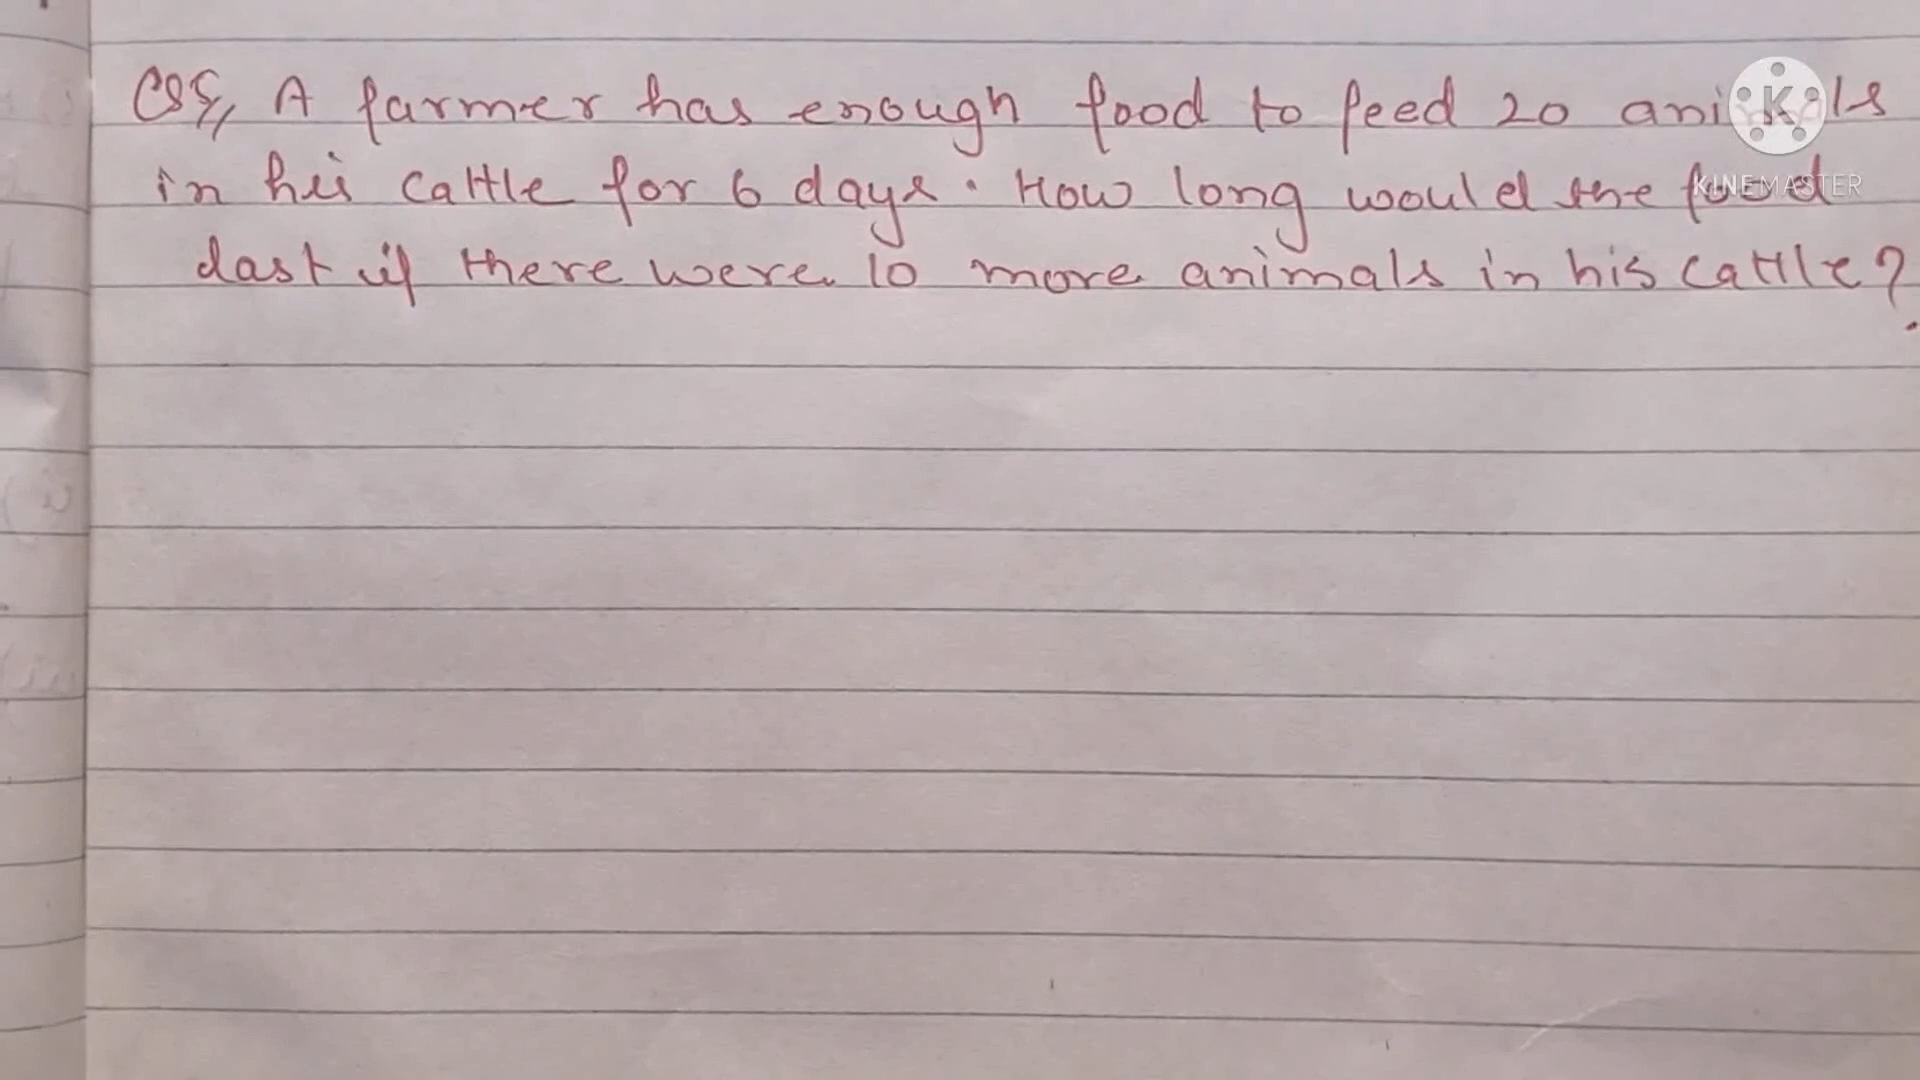 Q5, A farmer has enough food to feed 20 animals
in his cattle for 6 days. How long would the food
last if there were 10 more animals in his cattle?
K
KINEMASTER